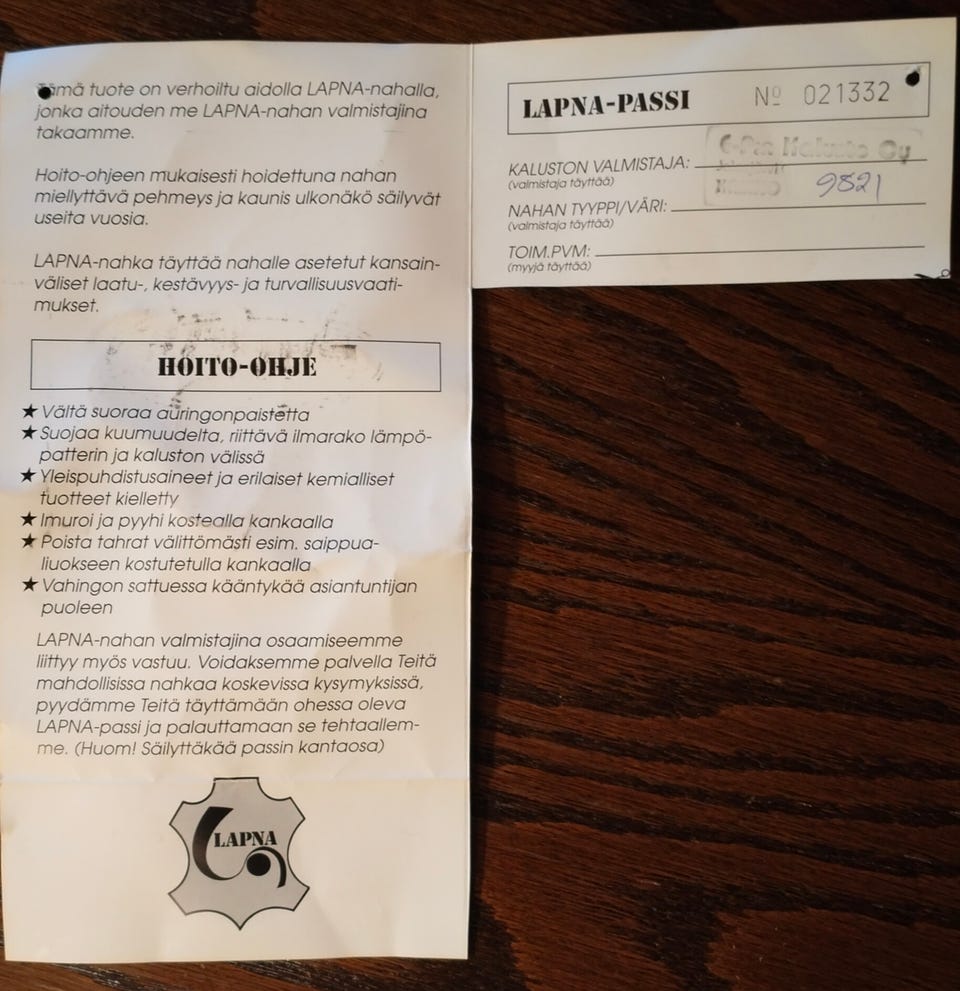 Tämä tuote on verhoiltu aidolla LAPNA-nahalla,
jonka aitouden me LAPNA-nahan valmistajina
takaamme.
Hoito-ohjeen mukaisesti hoidettuna nahan
miellyttävä pehmeys ja kaunis ulkonäkö säilyvät
useita vuosia.
LAPNA-nahka täyttää nahalle asetetut kansain-
väliset laatu-, kestävyys- ja turvallisuusvaati-
mukset.
HOITO-OHJE
★ Vältä suoraa auringonpaistetta
★ Suojaa kuumuudelta, riittävä ilmarako lämpö-
patterin ja kaluston välissä
★ Yleispuhdistusaineet ja erilaiset kemialliset
tuotteet kielletty
★ Imuroi ja pyyhi kostealla kankaalla
★ Poista tahrat välittömästi esim. saippua-
liuokseen kostutetulla kankaalla
★ Vahingon sattuessa kääntykää asiantuntijan
puoleen
LAPNA-nahan valmistajina osaamiseemme
liittyy myös vastuu. Voidaksemme palvella Teitä
mahdollisissa nahkaa koskevissa kysymyksissä,
pyydämme Teitä täyttämään ohessa oleva
LAPNA-passi ja palauttamaan se tehtaallem-
me. (Huom! Säilyttäkää passin kantaosa)
LAPNA
LAPNA-PASSI Nº 021332
KALUSTON VALMISTAJA: Kalusto Oy
(valmistaja täyttää)
9821
NAHAN TYYPPI/VÄRI:
(valmistaja täyttää)
TOIM.PVM:
(myyjä täyttää)